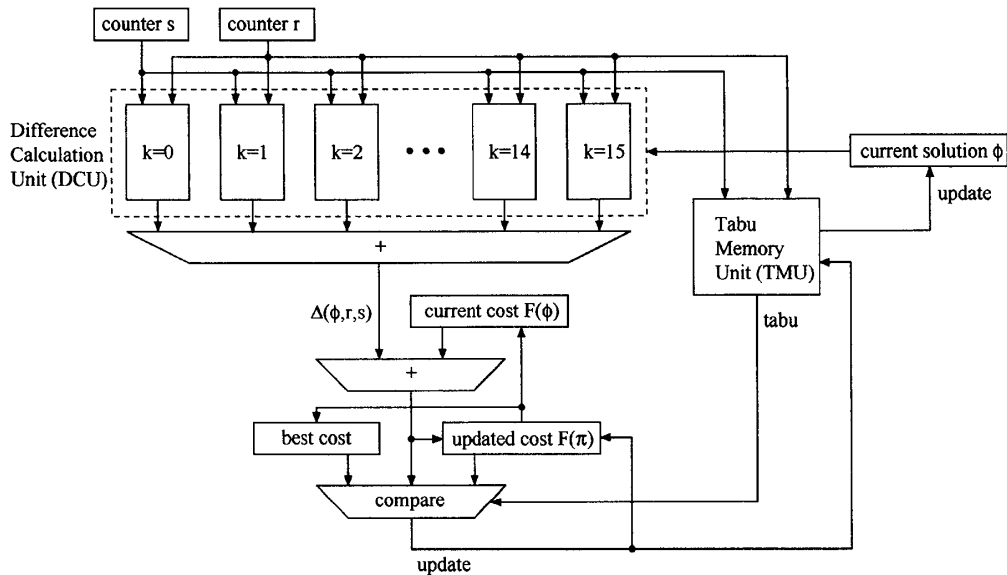 counter s
counter r
Difference
Calculation
Unit (DCU)
k=0
k=1
k=2
• • •
k=14
k=15
current solution ϕ
update
+
Tabu
Memory
Unit (TMU)
Δ(ϕ,r,s)
current cost F(ϕ)
tabu
+
best cost
updated cost F(π)
compare
update